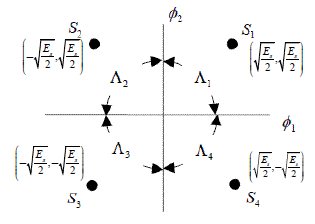 ϕ₂
S₂ S₁
(-√(Eₛ/2), √(Eₛ/2)) (√(Eₛ/2), √(Eₛ/2))
Λ₂ Λ₁
ϕ₁
Λ₃ Λ₄
(-√(Eₛ/2), -√(Eₛ/2)) (√(Eₛ/2), -√(Eₛ/2))
S₃ S₄